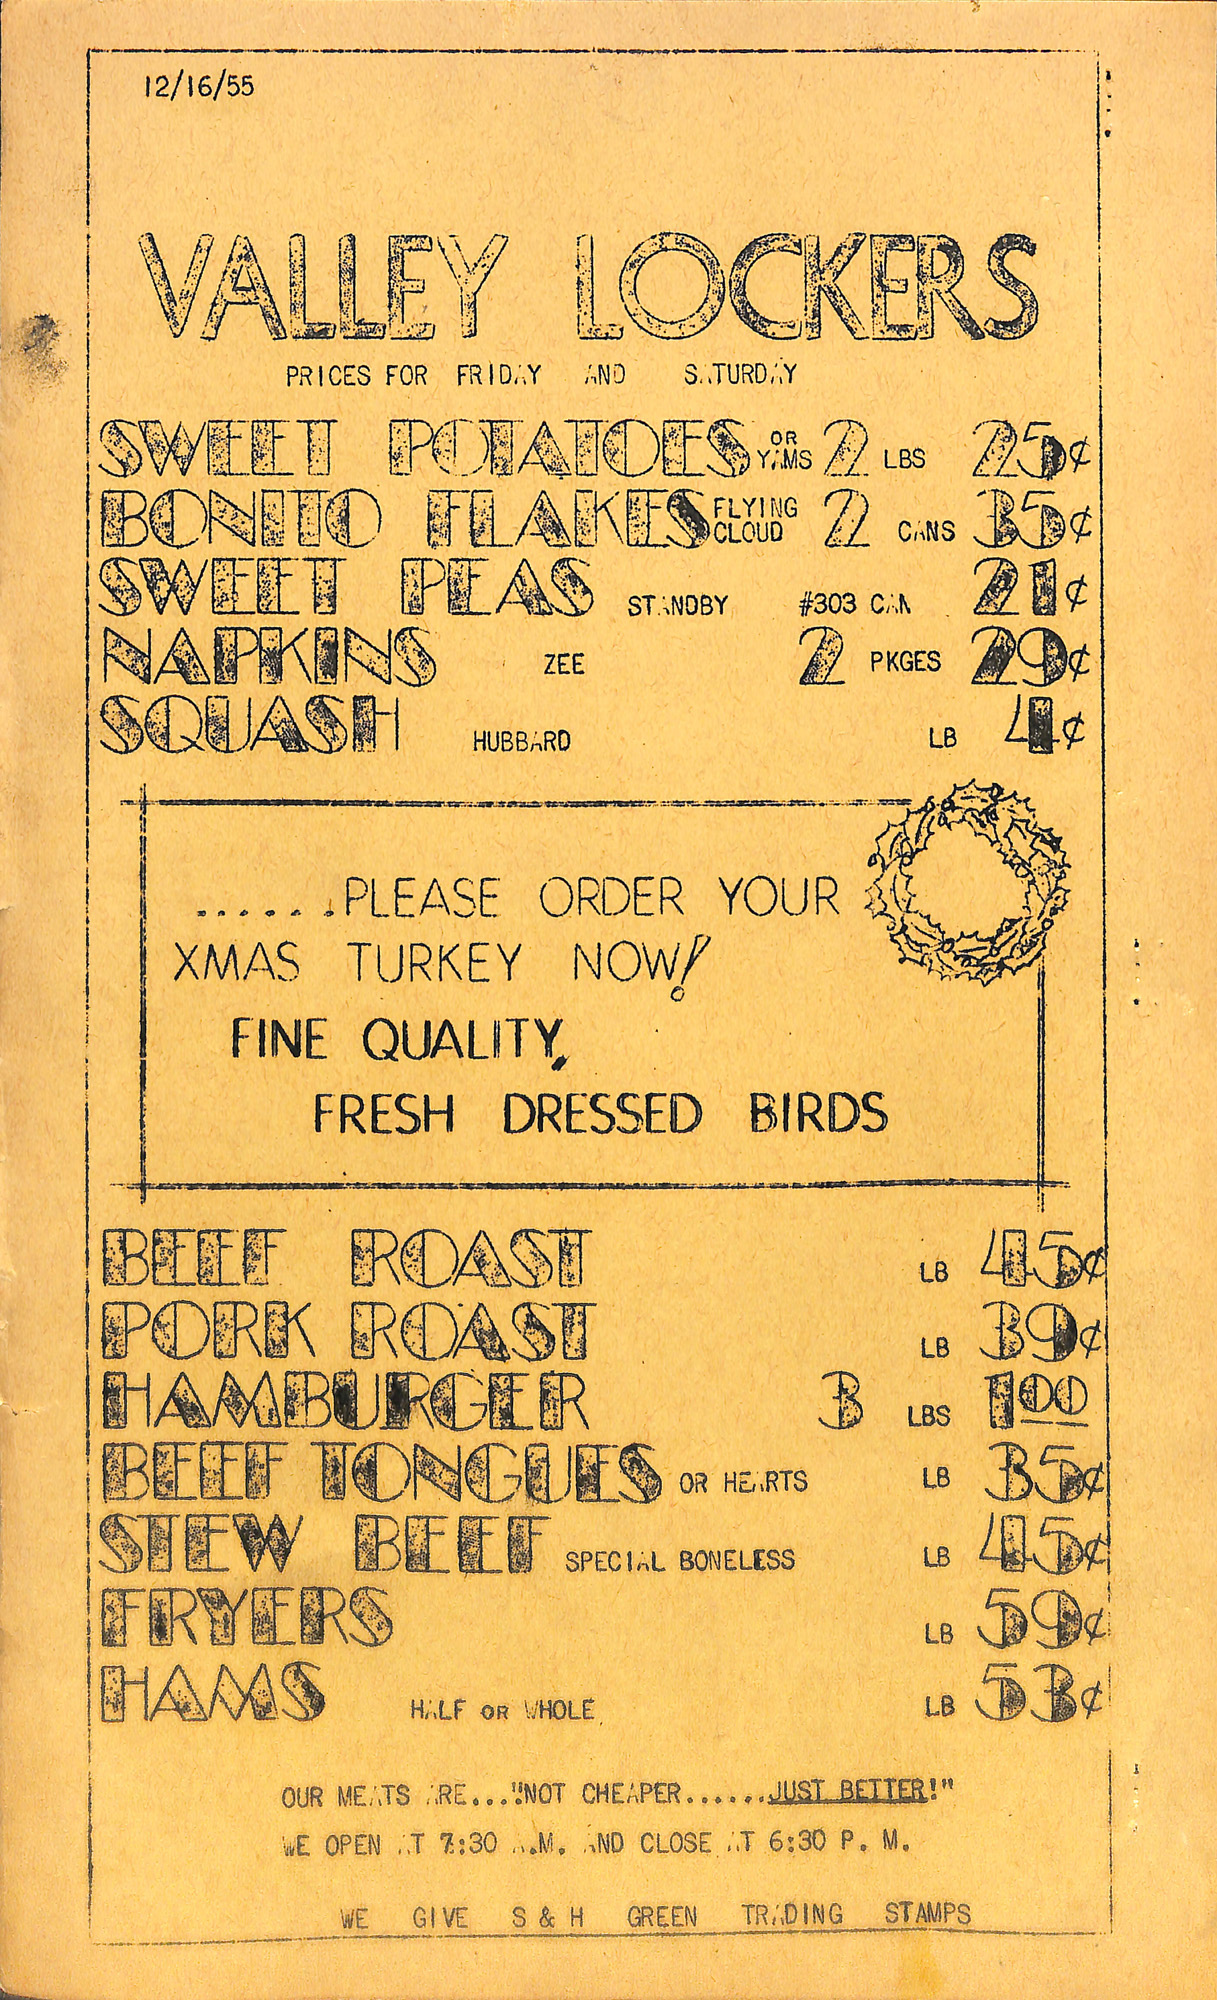 12/16/55
VALLEY LOCKERS
PRICES FOR FRIDAY AND SATURDAY
SWEET POTATOES OR YAMS 2 LBS 25¢
BONITO FLAKES FLYING CLOUD 2 CANS 35¢
SWEET PEAS STANDBY #303 CAN 21¢
NAPKINS ZEE 2 PKGES 29¢
SQUASH HUBBARD LB 4¢
......PLEASE ORDER YOUR
XMAS TURKEY NOW!
FINE QUALITY,
FRESH DRESSED BIRDS
BEEF ROAST LB 45¢
PORK ROAST LB 39¢
HAMBURGER 3 LBS 100
BEEF TONGUES OR HEARTS LB 35¢
STEW BEEF SPECIAL BONELESS LB 45¢
FRYERS LB 59¢
HAMS HALF OR WHOLE LB 53¢
OUR MEATS ARE..."NOT CHEAPER......JUST BETTER!"
WE OPEN AT 7:30 A.M. AND CLOSE AT 6:30 P. M.
WE GIVE S & H GREEN TRADING STAMPS